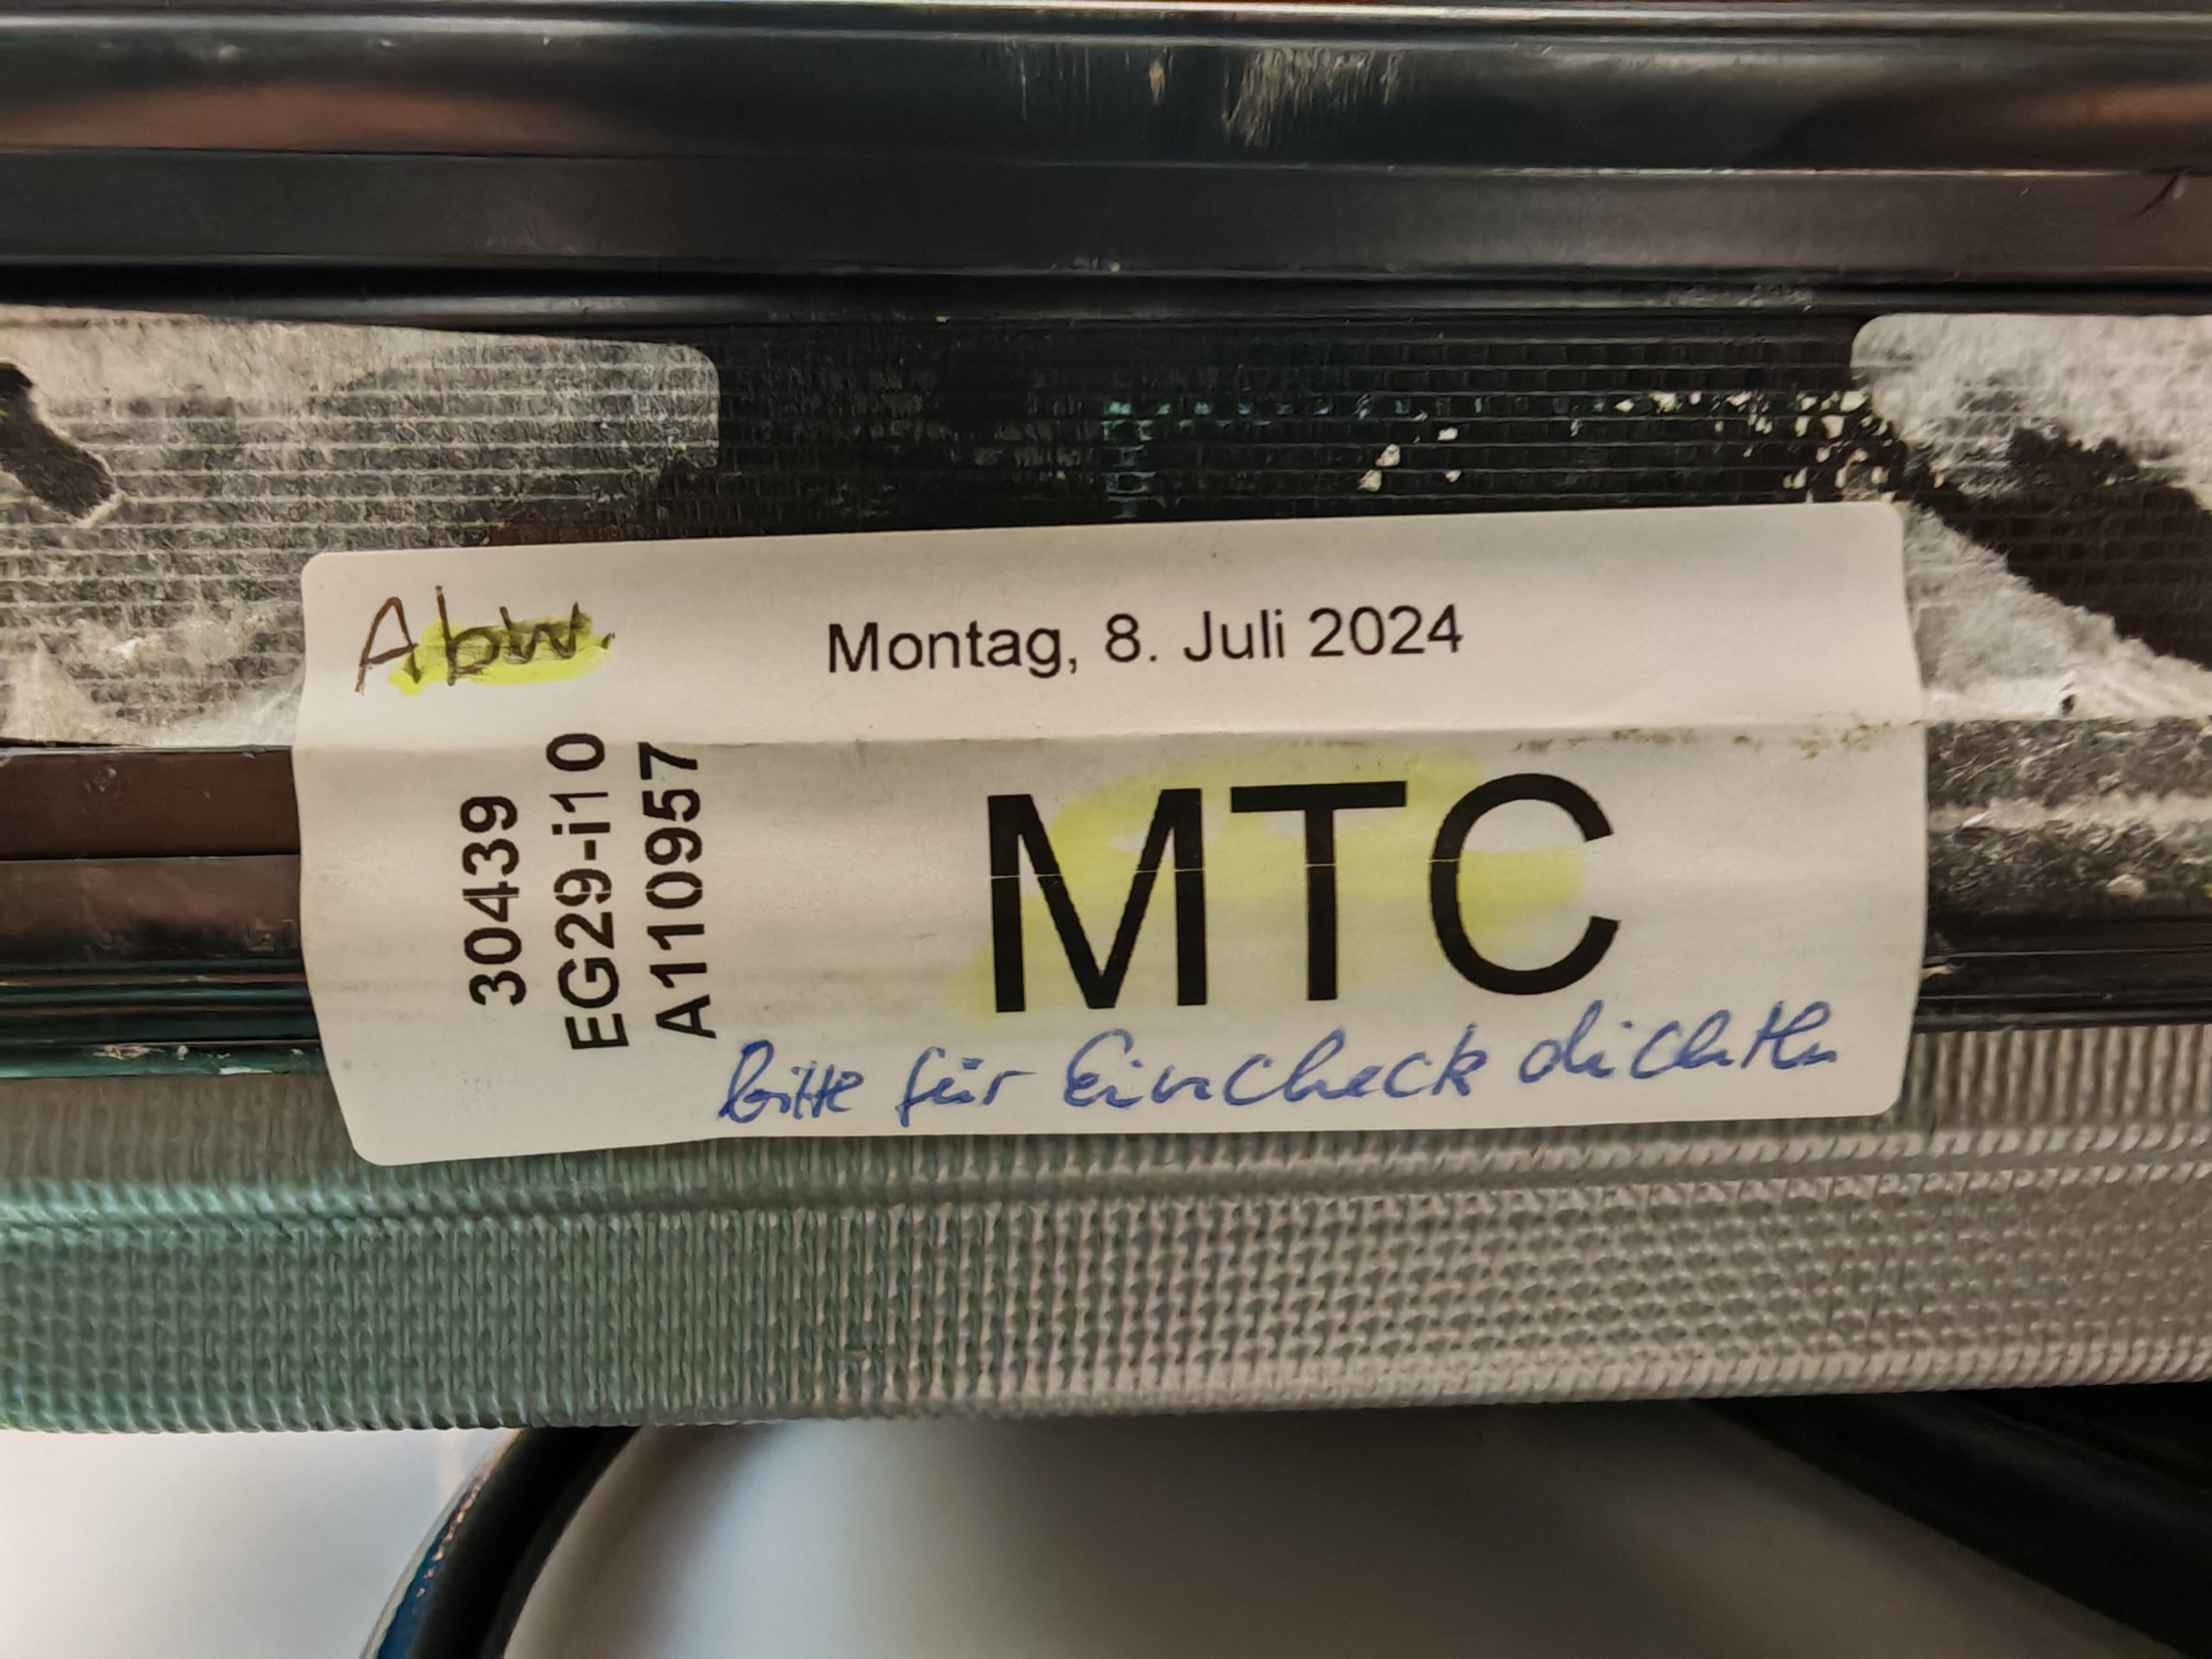 Abw.
Montag, 8. Juli 2024
30439
EG29-i10
A110957
MTC
bitte für Eincheck dichten